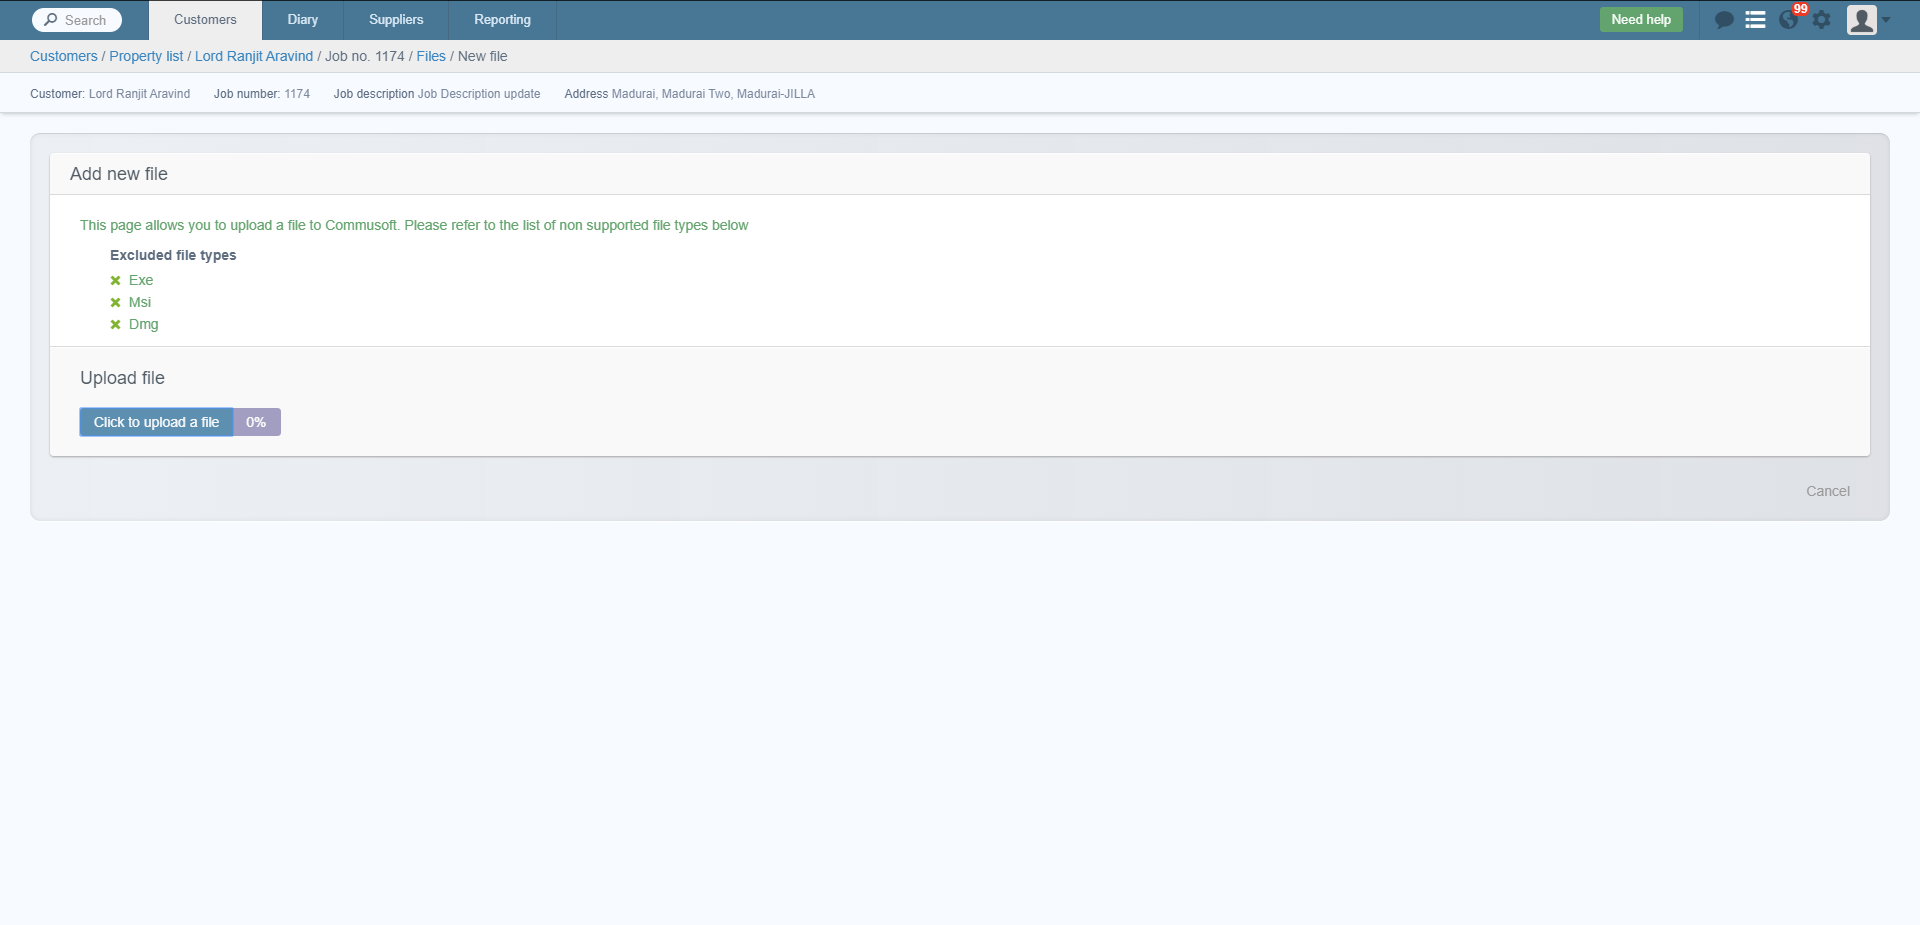 Search
Customers
Diary
Suppliers
Reporting
Need help
99
Customers / Property list / Lord Ranjit Aravind / Job no. 1174 / Files / New file
Customer: Lord Ranjit Aravind Job number: 1174 Job description Job Description update Address Madurai, Madurai Two, Madurai-JILLA
Add new file
This page allows you to upload a file to Commusoft. Please refer to the list of non supported file types below
Excluded file types
Exe
Msi
Dmg
Upload file
Click to upload a file 0%
Cancel